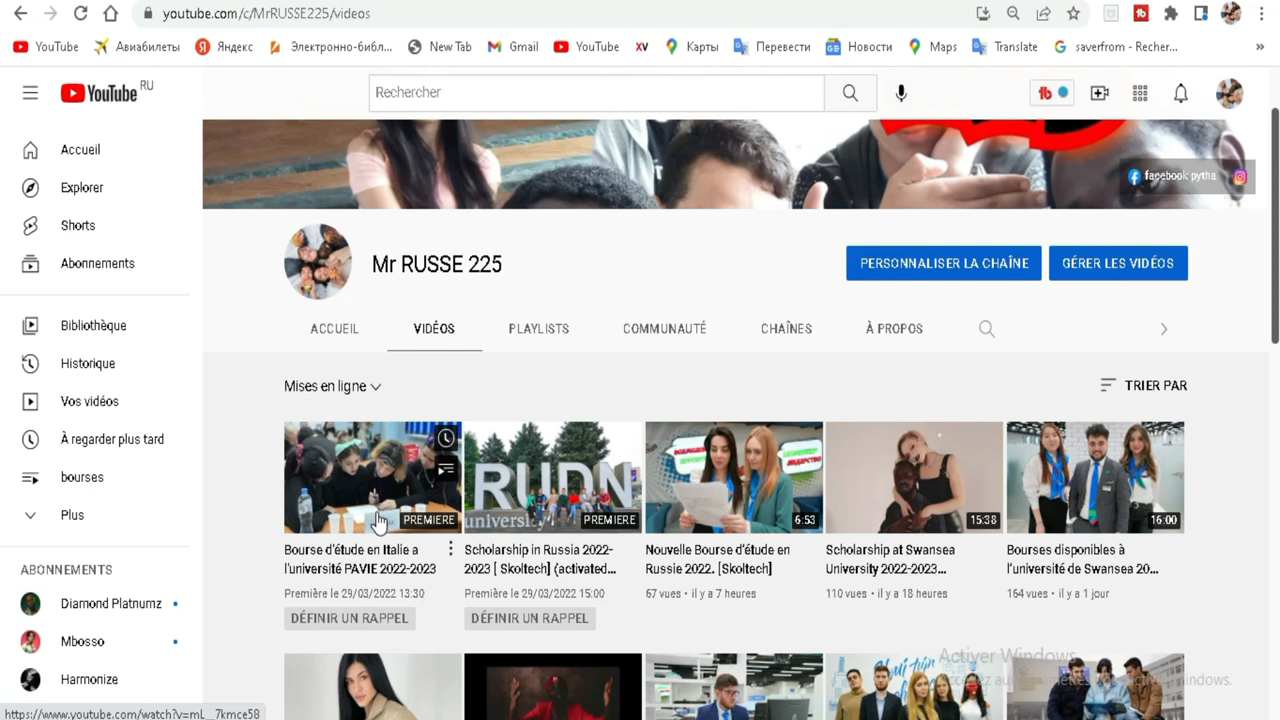 youtube.com/c/MrRUSSE225/videos
YouTube
Авиабилеты
Яндекс
Электронно-библ...
New Tab
Gmail
YouTube
XV
Карты
Перевести
Новости
Maps
Translate
saverfrom - Recher...
»
YouTube RU
Rechercher
Accueil
Explorer
Shorts
Abonnements
Bibliothèque
Historique
Vos vidéos
À regarder plus tard
bourses
Plus
ABONNEMENTS
Diamond Platnumz
Mbosso
Harmonize
facebook pytha
Mr RUSSE 225
PERSONNALISER LA CHAÎNE
GÉRER LES VIDÉOS
ACCUEIL
VIDÉOS
PLAYLISTS
COMMUNAUTÉ
CHAÎNES
À PROPOS
Mises en ligne
TRIER PAR
PREMIERE
Bourse d'étude en Italie a
l'université PAVIE 2022-2023
Première le 29/03/2022 13:30
DÉFINIR UN RAPPEL
RUDN
university
PREMIERE
Scholarship in Russia 2022-
2023 [ Skoltech] (activated...
Première le 29/03/2022 15:00
DÉFINIR UN RAPPEL
6:53
Nouvelle Bourse d'étude en
Russie 2022. [Skoltech]
67 vues • il y a 7 heures
15:38
Scholarship at Swansea
University 2022-2023...
110 vues • il y a 18 heures
16:00
Bourses disponibles à
l'université de Swansea 20...
164 vues • il y a 1 jour
Activer Windows
https://www.youtube.com/watch?v=mL_7kmce58